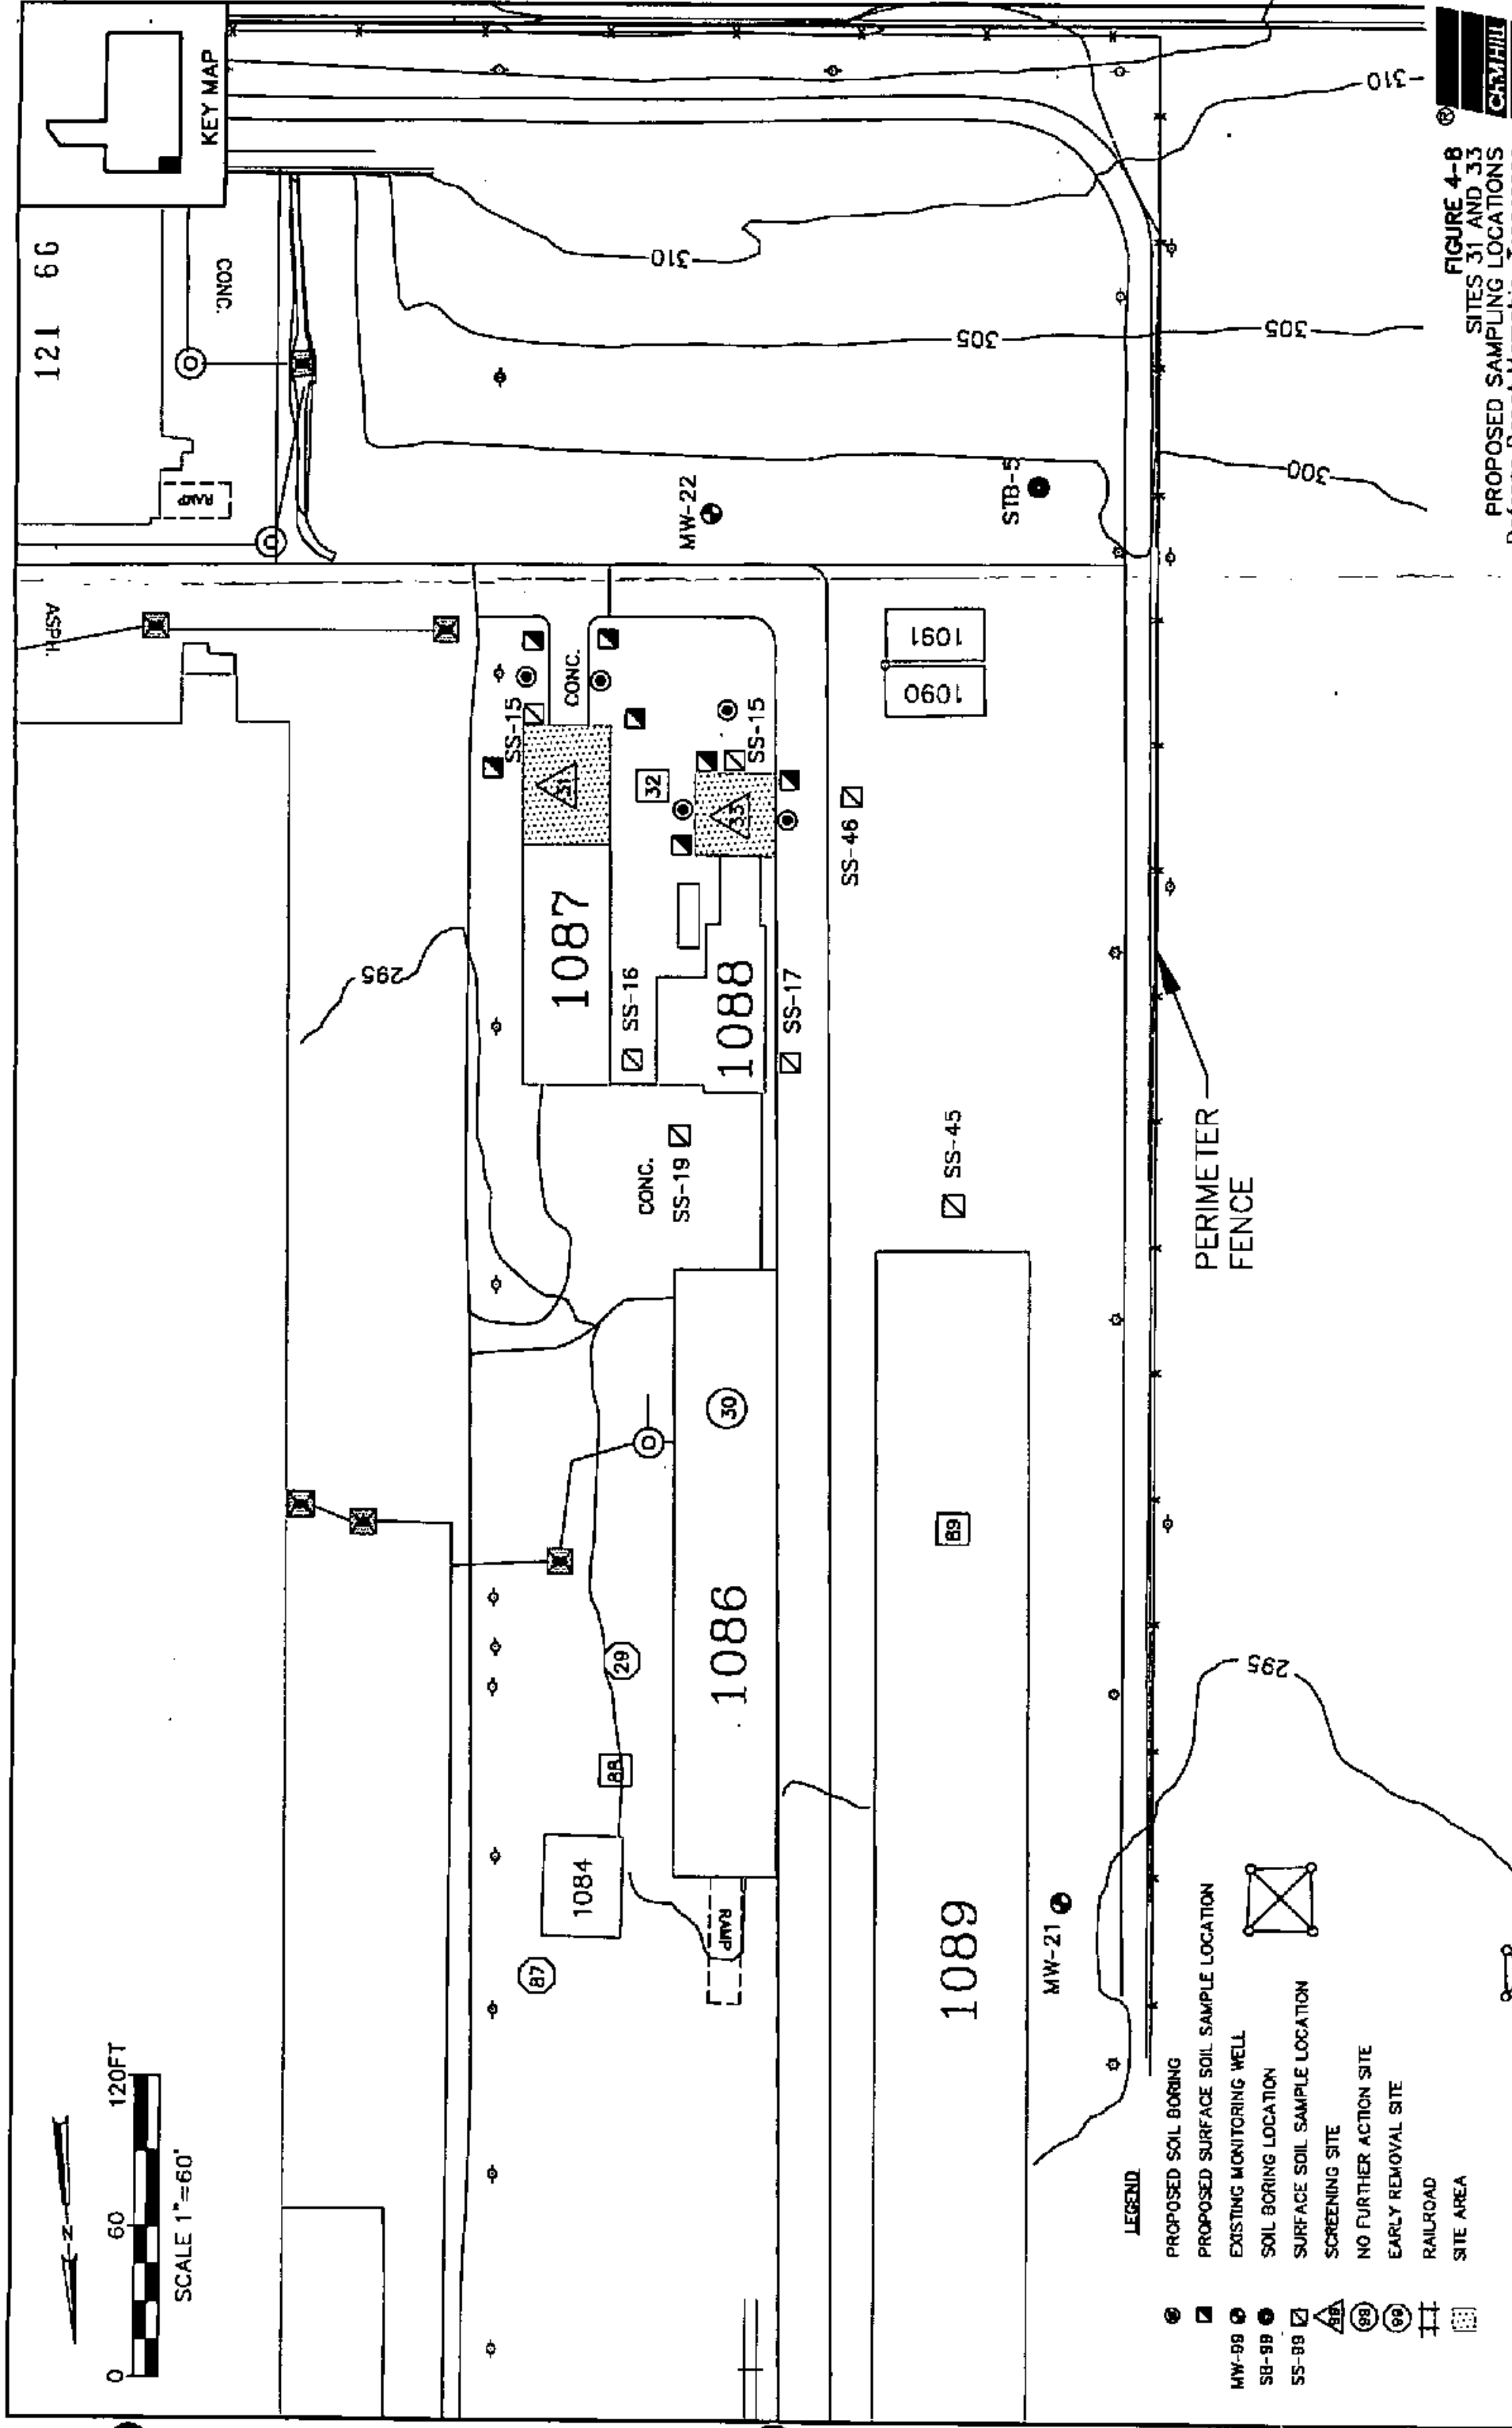 121 66
KEY MAP
CONC.
RAMP
ASPH.
310
310
305
305
300
MW-22
STB-5
SS-15
CONC.
31
32
SS-15
33
1091
1090
SS-46
1087
SS-16
1088
SS-17
295
CONC.
SS-19
SS-45
PERIMETER
FENCE
30
89
1086
29
88
1084
87
RAMP
1089
MW-21
295
N
0 60 120FT
SCALE 1"=60'
LEGEND
PROPOSED SOIL BORING
PROPOSED SURFACE SOIL SAMPLE LOCATION
MW-99 EXISTING MONITORING WELL
SB-99 SOIL BORING LOCATION
SS-99 SURFACE SOIL SAMPLE LOCATION
SCREENING SITE
NO FURTHER ACTION SITE
EARLY REMOVAL SITE
RAILROAD
SITE AREA
FIGURE 4-8
SITES 31 AND 33
PROPOSED SAMPLING LOCATIONS
CH2M HILL
®